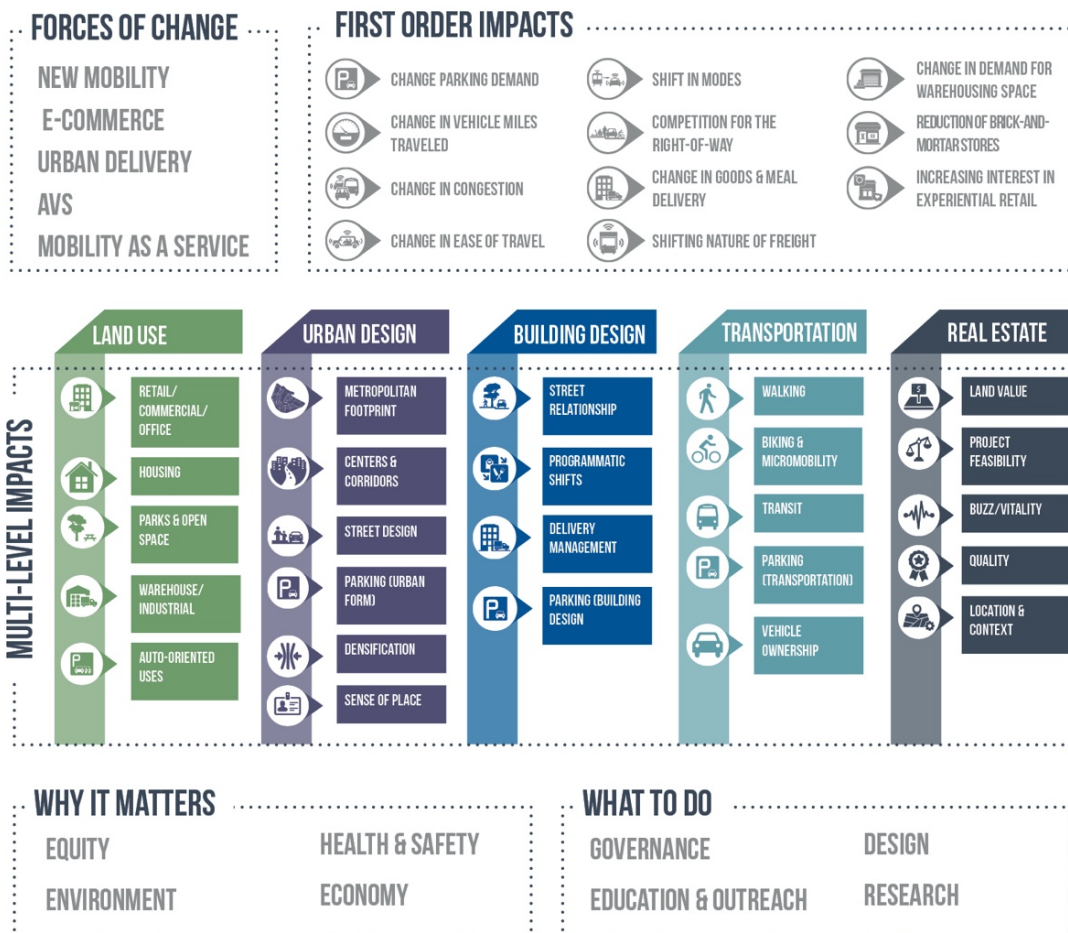 FORCES OF CHANGE
NEW MOBILITY
E-COMMERCE
URBAN DELIVERY
AVS
MOBILITY AS A SERVICE
FIRST ORDER IMPACTS
CHANGE PARKING DEMAND
CHANGE IN VEHICLE MILES
TRAVELED
CHANGE IN CONGESTION
CHANGE IN EASE OF TRAVEL
SHIFT IN MODES
COMPETITION FOR THE
RIGHT-OF-WAY
CHANGE IN GOODS & MEAL
DELIVERY
SHIFTING NATURE OF FREIGHT
CHANGE IN DEMAND FOR
WAREHOUSING SPACE
REDUCTION OF BRICK-AND-
MORTAR STORES
INCREASING INTEREST IN
EXPERIENTIAL RETAIL
MULTI-LEVEL IMPACTS
LAND USE
RETAIL/
COMMERCIAL/
OFFICE
HOUSING
PARKS & OPEN
SPACE
WAREHOUSE/
INDUSTRIAL
AUTO-ORIENTED
USES
URBAN DESIGN
METROPOLITAN
FOOTPRINT
CENTERS &
CORRIDORS
STREET DESIGN
PARKING (URBAN
FORM)
DENSIFICATION
SENSE OF PLACE
BUILDING DESIGN
STREET
RELATIONSHIP
PROGRAMMATIC
SHIFTS
DELIVERY
MANAGEMENT
PARKING (BUILDING
DESIGN
TRANSPORTATION
WALKING
BIKING &
MICROMOBILITY
TRANSIT
PARKING
(TRANSPORTATION)
VEHICLE
OWNERSHIP
REAL ESTATE
LAND VALUE
PROJECT
FEASIBILITY
BUZZ/VITALITY
QUALITY
LOCATION &
CONTEXT
WHY IT MATTERS
EQUITY
HEALTH & SAFETY
ENVIRONMENT
ECONOMY
WHAT TO DO
GOVERNANCE
DESIGN
EDUCATION & OUTREACH
RESEARCH